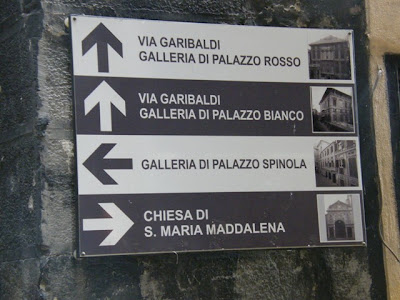 VIA GARIBALDI
GALLERIA DI PALAZZO ROSSO
VIA GARIBALDI
GALLERIA DI PALAZZO BIANCO
GALLERIA DI PALAZZO SPINOLA
CHIESA DI
S. MARIA MADDALENA